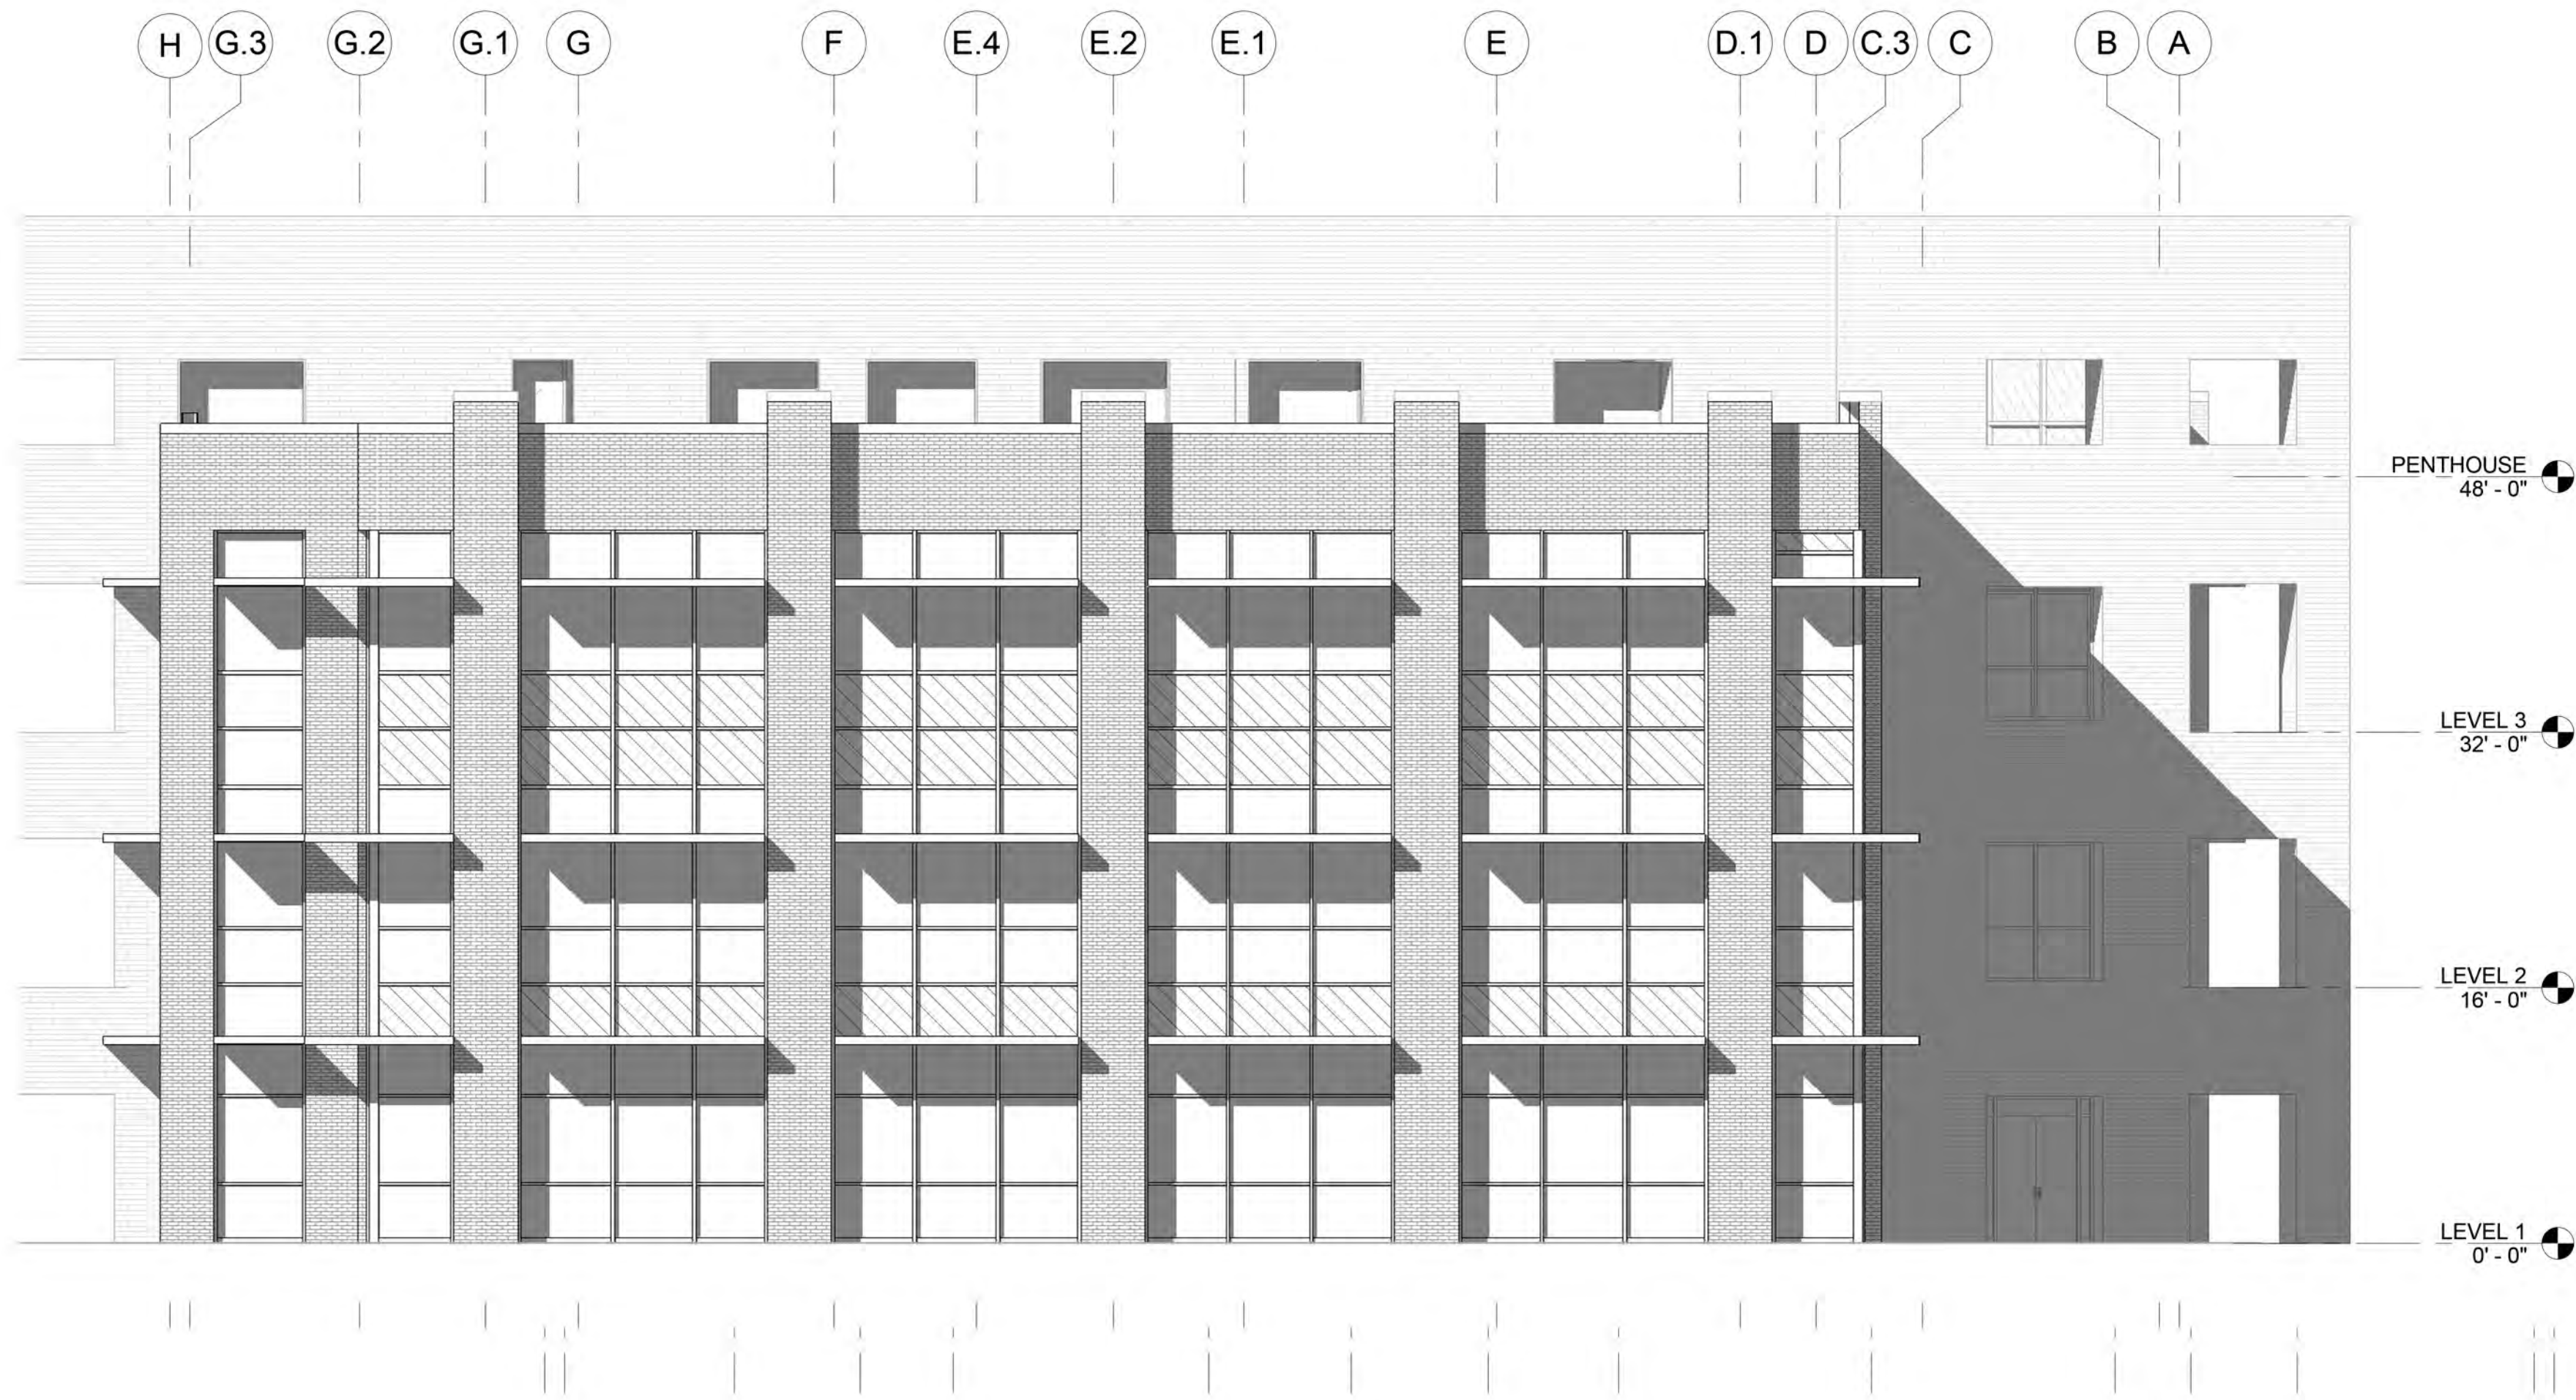 H G.3 G.2 G.1 G F E.4 E.2 E.1 E D.1 D C.3 C B A
PENTHOUSE
48' - 0"
LEVEL 3
32' - 0"
LEVEL 2
16' - 0"
LEVEL 1
0' - 0"